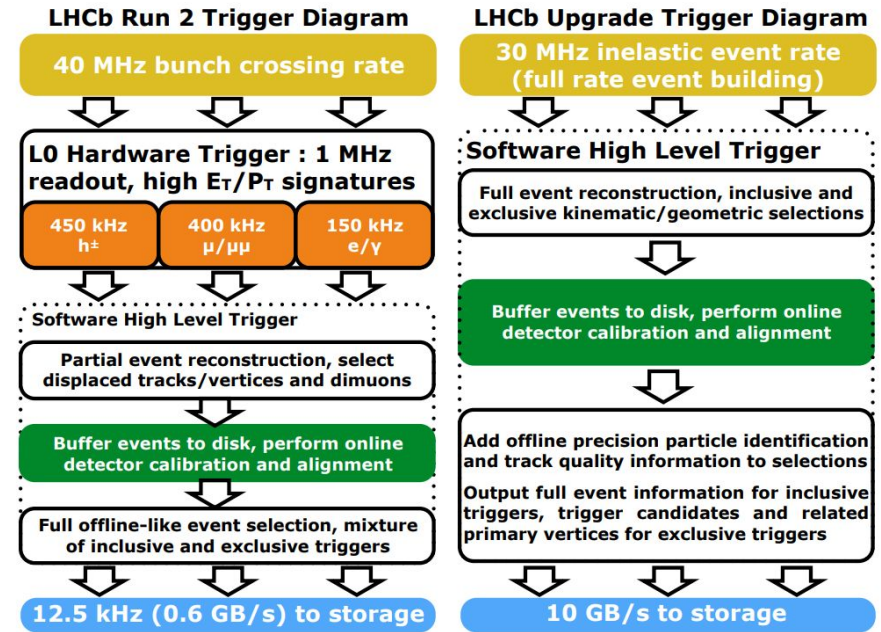 LHCb Run 2 Trigger Diagram
40 MHz bunch crossing rate
L0 Hardware Trigger : 1 MHz
readout, high Eᴛ/Pᴛ signatures
450 kHz
h±
400 kHz
μ/μμ
150 kHz
e/γ
Software High Level Trigger
Partial event reconstruction, select
displaced tracks/vertices and dimuons
Buffer events to disk, perform online
detector calibration and alignment
Full offline-like event selection, mixture
of inclusive and exclusive triggers
12.5 kHz (0.6 GB/s) to storage
LHCb Upgrade Trigger Diagram
30 MHz inelastic event rate
(full rate event building)
Software High Level Trigger
Full event reconstruction, inclusive and
exclusive kinematic/geometric selections
Buffer events to disk, perform online
detector calibration and alignment
Add offline precision particle identification
and track quality information to selections
Output full event information for inclusive
triggers, trigger candidates and related
primary vertices for exclusive triggers
10 GB/s to storage